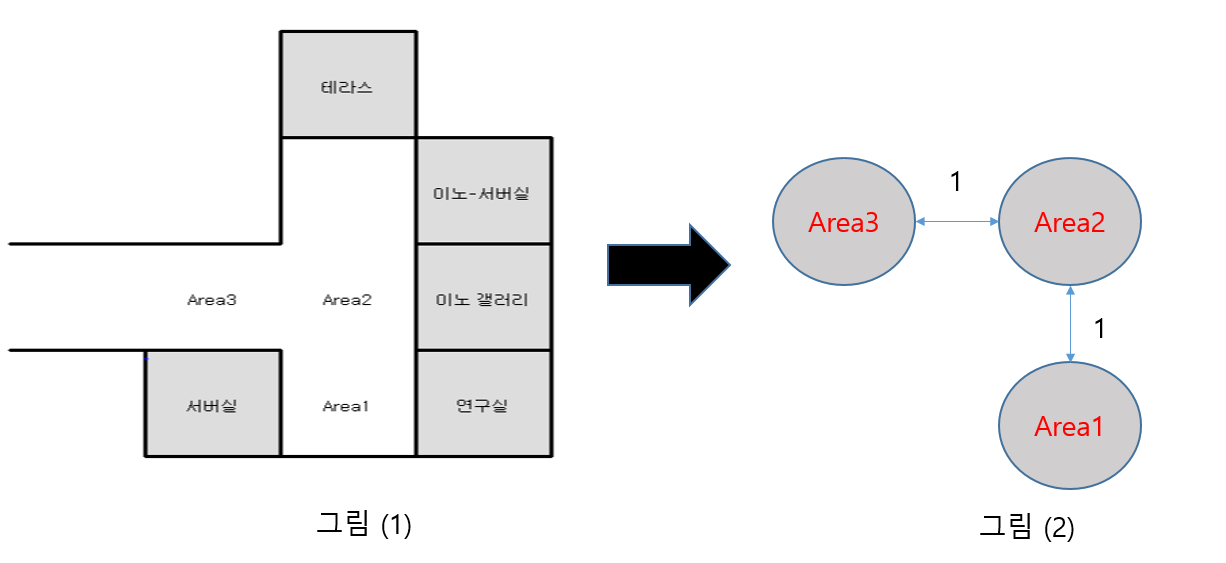 테라스
이노-서버실
Area3
Area2
이노 갤러리
서버실
Area1
연구실
그림 (1)
Area3
1
Area2
1
Area1
그림 (2)